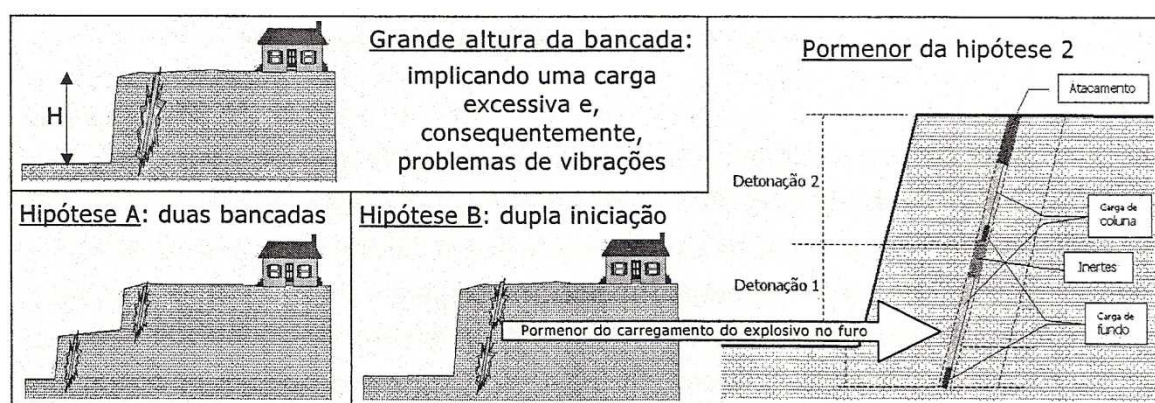 Grande altura da bancada:
implicando uma carga
excessiva e,
consequentemente,
problemas de vibrações
H
Pormenor da hipótese 2
Atacamento
Detonação 2
Carga de
coluna
Inertes
Detonação 1
Carga de
fundo
Hipótese A: duas bancadas
Hipótese B: dupla iniciação
Pormenor do carregamento do explosivo no furo